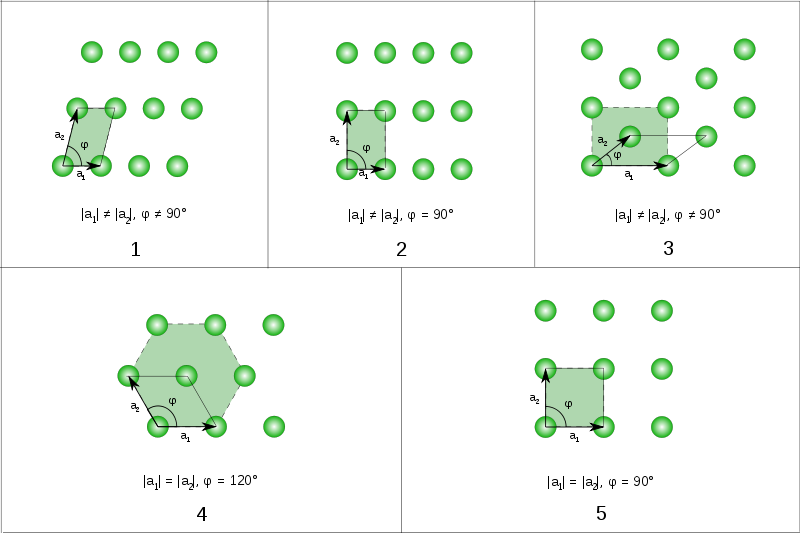 a₂
φ
a₁
|a₁| ≠ |a₂|, φ ≠ 90°
1
a₂
φ
a₁
|a₁| ≠ |a₂|, φ = 90°
2
a₂
φ
a₁
|a₁| ≠ |a₂|, φ ≠ 90°
3
φ
a₂
a₁
|a₁| = |a₂|, φ = 120°
4
a₂
φ
a₁
|a₁| = |a₂|, φ = 90°
5